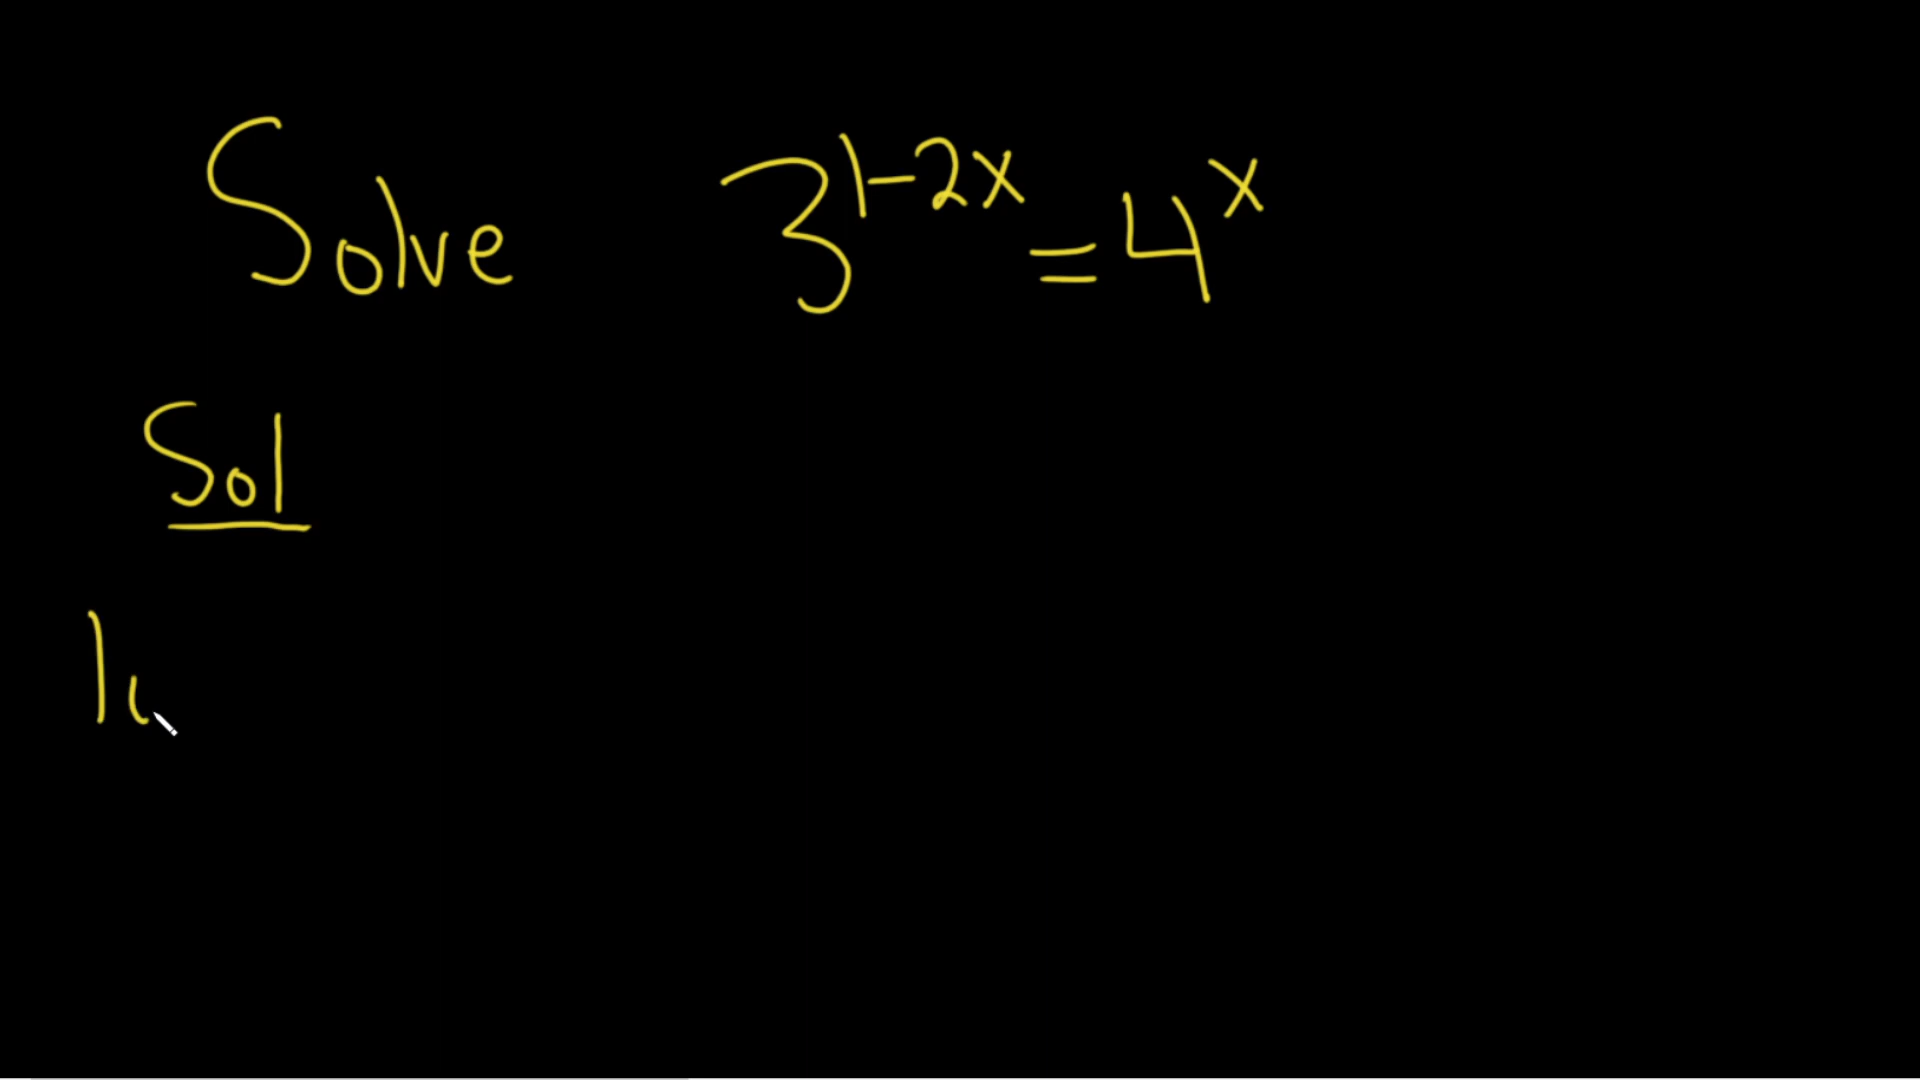 Solve 3^{1-2x} = 4^x
Sol